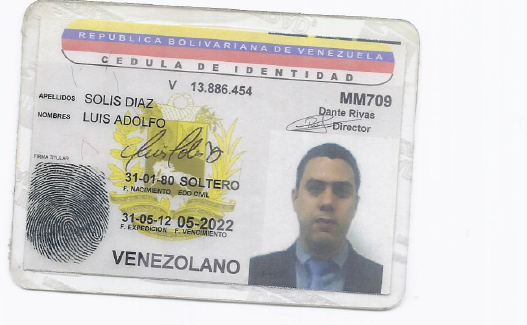 REPUBLICA BOLIVARIANA DE VENEZUELA
CEDULA DE IDENTIDAD
V 13.886.454
MM709
APELLIDOS SOLIS DIAZ
Dante Rivas
NOMBRES LUIS ADOLFO
Director
FIRMA TITULAR
31-01-80 SOLTERO
F. NACIMIENTO EDO CIVIL
31-05-12 05-2022
F. EXPEDICION F. VENCIMIENTO
VENEZOLANO